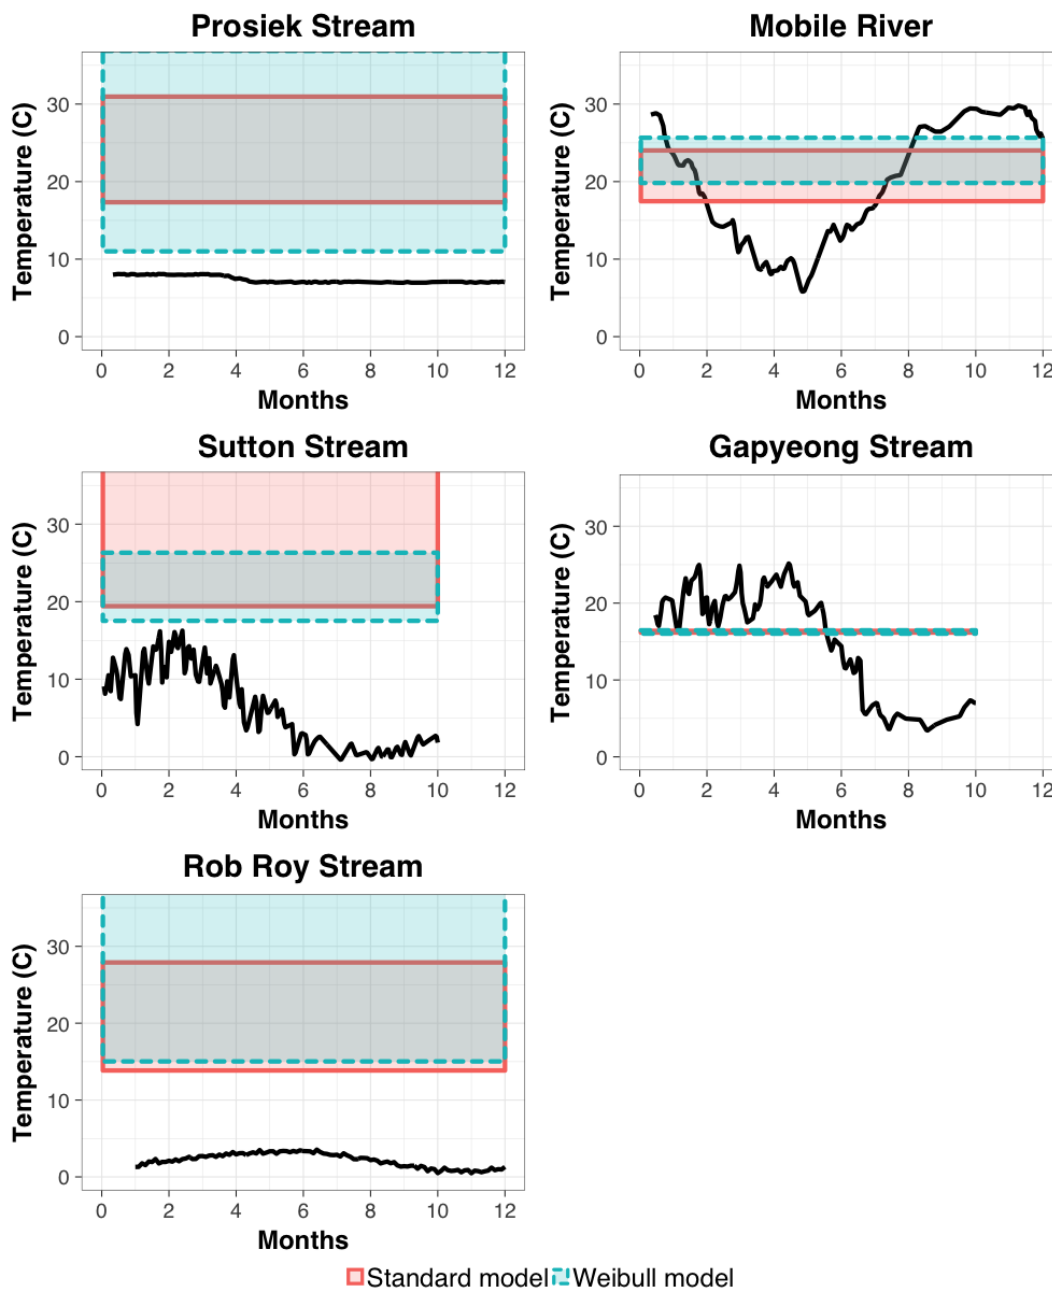 Prosiek Stream
Temperature (C)
30
20
10
0
0 2 4 6 8 10 12
Months
Mobile River
Temperature (C)
30
20
10
0
0 2 4 6 8 10 12
Months
Sutton Stream
Temperature (C)
30
20
10
0
0 2 4 6 8 10 12
Months
Gapyeong Stream
Temperature (C)
30
20
10
0
0 2 4 6 8 10 12
Months
Rob Roy Stream
Temperature (C)
30
20
10
0
0 2 4 6 8 10 12
Months
Standard model Weibull model